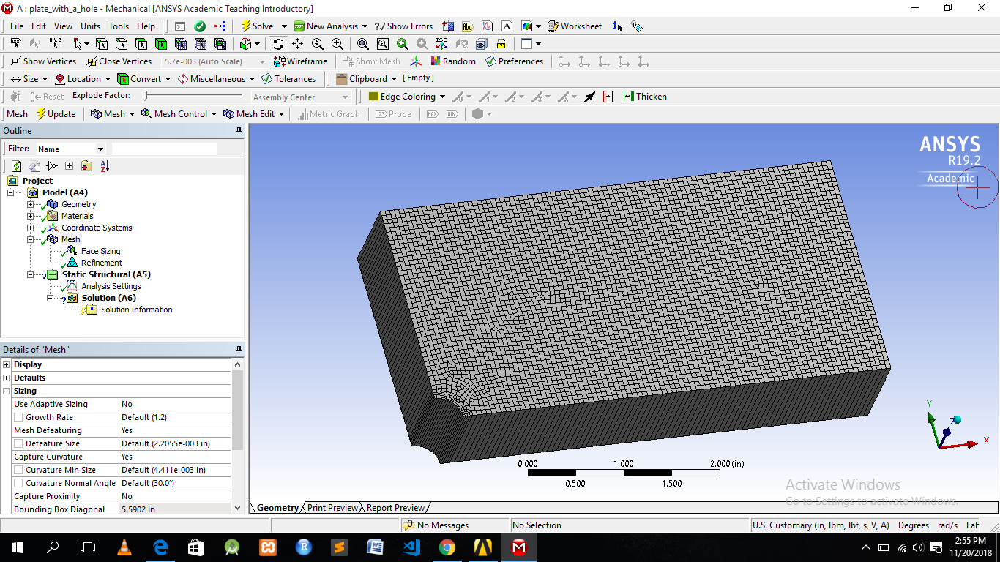 A : plate_with_a_hole - Mechanical [ANSYS Academic Teaching Introductory]
File Edit View Units Tools Help Solve New Analysis ?/ Show Errors Worksheet
Show Vertices Close Vertices 5.7e-003 (Auto Scale) Wireframe Show Mesh Random Preferences
Size Location Convert Miscellaneous Tolerances Clipboard [ Empty ]
Reset Explode Factor: Assembly Center Edge Coloring Thicken
Mesh Update Mesh Mesh Control Mesh Edit Metric Graph Probe MAX MIN
Outline
Filter: Name
Project
Model (A4)
Geometry
Materials
Coordinate Systems
Mesh
Face Sizing
Refinement
Static Structural (A5)
Analysis Settings
Solution (A6)
Solution Information
Details of "Mesh"
Display
Defaults
Sizing
Use Adaptive Sizing No
Growth Rate Default (1.2)
Mesh Defeaturing Yes
Defeature Size Default (2.2055e-003 in)
Capture Curvature Yes
Curvature Min Size Default (4.411e-003 in)
Curvature Normal Angle Default (30.0°)
Capture Proximity No
Bounding Box Diagonal 5.5902 in
ANSYS
R19.2
Academic
Y
Z
X
0.000 1.000 2.000 (in)
0.500 1.500
Activate Windows
Go to Settings to activate Windows.
Geometry Print Preview Report Preview
0 No Messages No Selection U.S. Customary (in, lbm, lbf, s, V, A) Degrees rad/s Fah
2:55 PM
11/20/2018